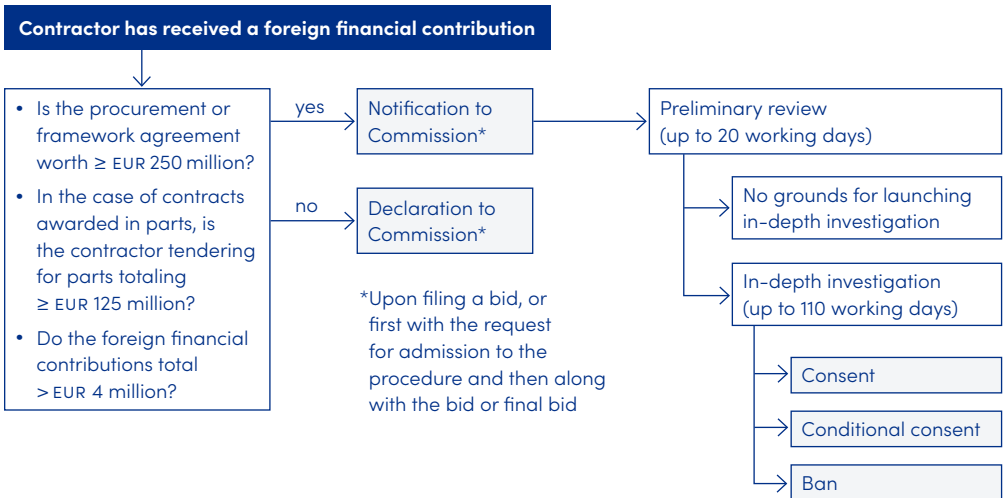 Contractor has received a foreign financial contribution
• Is the procurement or
framework agreement
worth ≥ EUR 250 million?
• In the case of contracts
awarded in parts, is
the contractor tendering
for parts totaling
≥ EUR 125 million?
• Do the foreign financial
contributions total
> EUR 4 million?
yes
Notification to
Commission*
no
Declaration to
Commission*
*Upon filing a bid, or
first with the request
for admission to the
procedure and then along
with the bid or final bid
Preliminary review
(up to 20 working days)
No grounds for launching
in-depth investigation
In-depth investigation
(up to 110 working days)
Consent
Conditional consent
Ban